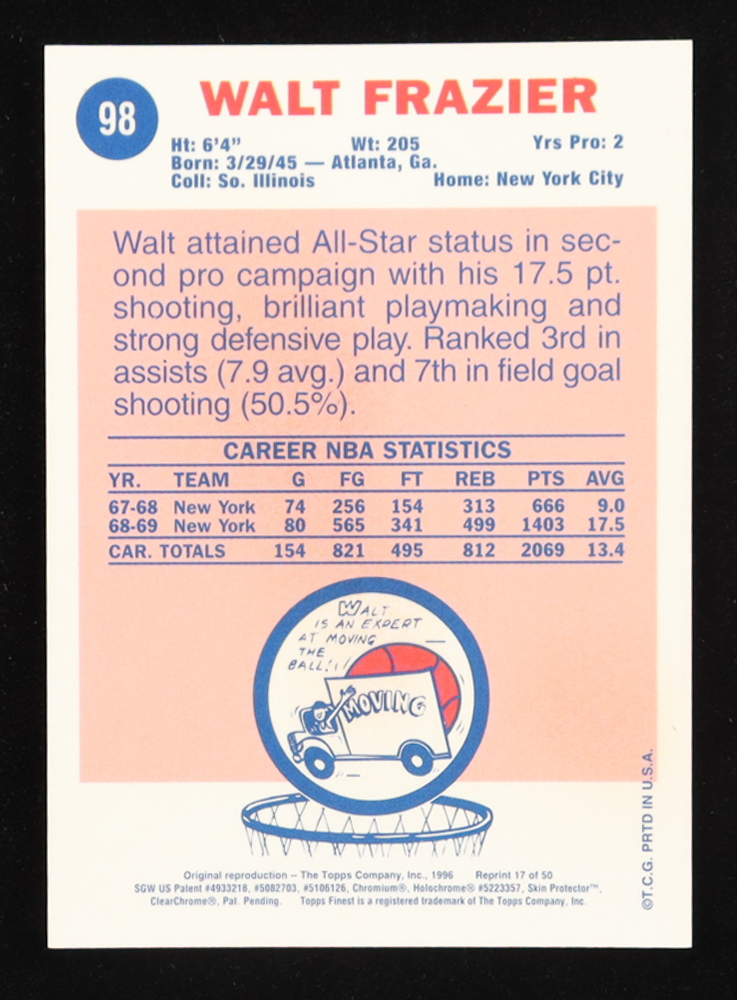 98
WALT FRAZIER
Ht: 6'4" Wt: 205 Yrs Pro: 2
Born: 3/29/45 — Atlanta, Ga.
Coll: So. Illinois Home: New York City
Walt attained All-Star status in sec-
ond pro campaign with his 17.5 pt.
shooting, brilliant playmaking and
strong defensive play. Ranked 3rd in
assists (7.9 avg.) and 7th in field goal
shooting (50.5%).
CAREER NBA STATISTICS
YR. TEAM G FG FT REB PTS AVG
67-68 New York 74 256 154 313 666 9.0
68-69 New York 80 565 341 499 1403 17.5
CAR. TOTALS 154 821 495 812 2069 13.4
WALT
IS AN EXPERT
AT MOVING
THE
BALL!!
MOVING
Original reproduction – The Topps Company, Inc., 1996 Reprint 17 of 50
SGW US Patent #4933218, #5082703, #5106126, Chromium®, Holochrome® #5223357, Skin Protector™,
ClearChrome®, Pat. Pending. Topps Finest is a registered trademark of The Topps Company, Inc.
©T.C.G. PRTD IN U.S.A.